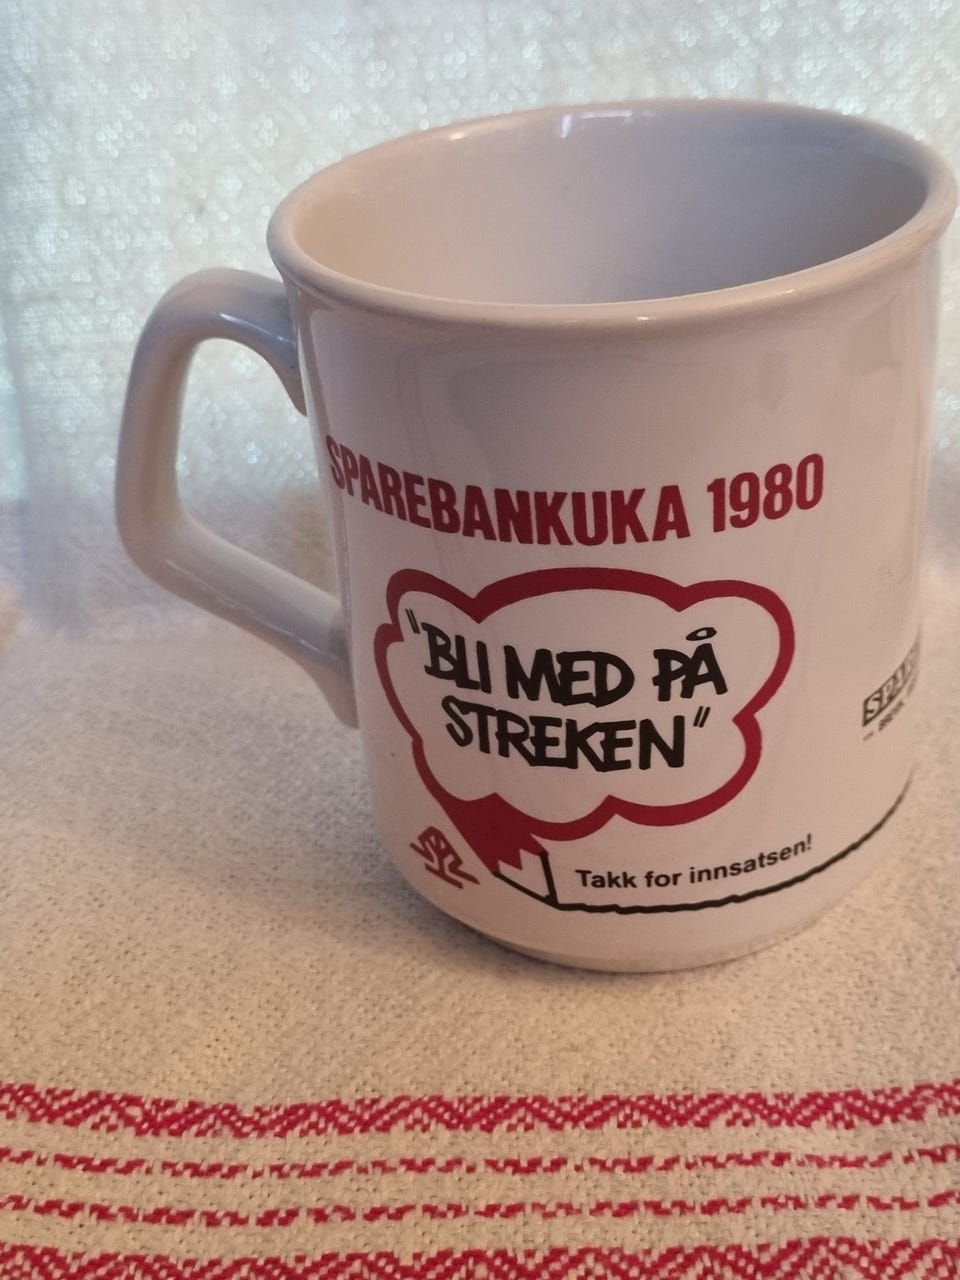 SPAREBANKUKA 1980
"BLI MED PÅ
STREKEN"
Takk for innsatsen!